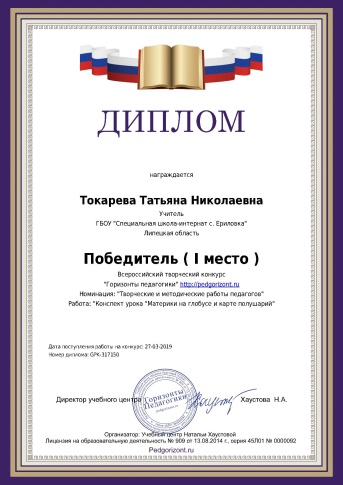 ДИПЛОМ
награждается
Токарева Татьяна Николаевна
Учитель
ГБОУ "Специальная школа-интернат с. Ериловка"
Липецкая область
Победитель ( I место )
Всероссийский творческий конкурс
"Горизонты педагогики" http://pedgorizont.ru
Номинация: "Творческие и методические работы педагогов"
Работа: "Конспект урока "Материки на глобусе и карте полушарий"
Дата поступления работы на конкурс: 27-03-2019
Номер диплома: GPK-317150
Директор учебного центра
Горизонты
Педагогики
Хаустова Н.А.
Организатор: Учебный центр Натальи Хаустовой
Лицензия на образовательную деятельность № 909 от 13.08.2014 г., серия 45Л01 № 0000092
Pedgorizont.ru